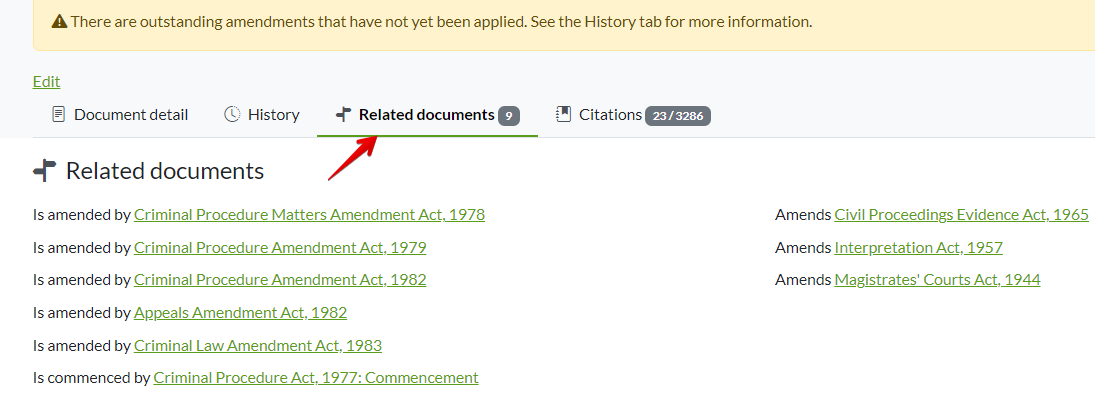 There are outstanding amendments that have not yet been applied. See the History tab for more information.
Edit
Document detail History Related documents 9 Citations 23 / 3286
Related documents
Is amended by Criminal Procedure Matters Amendment Act, 1978
Is amended by Criminal Procedure Amendment Act, 1979
Is amended by Criminal Procedure Amendment Act, 1982
Is amended by Appeals Amendment Act, 1982
Is amended by Criminal Law Amendment Act, 1983
Is commenced by Criminal Procedure Act, 1977: Commencement
Amends Civil Proceedings Evidence Act, 1965
Amends Interpretation Act, 1957
Amends Magistrates' Courts Act, 1944